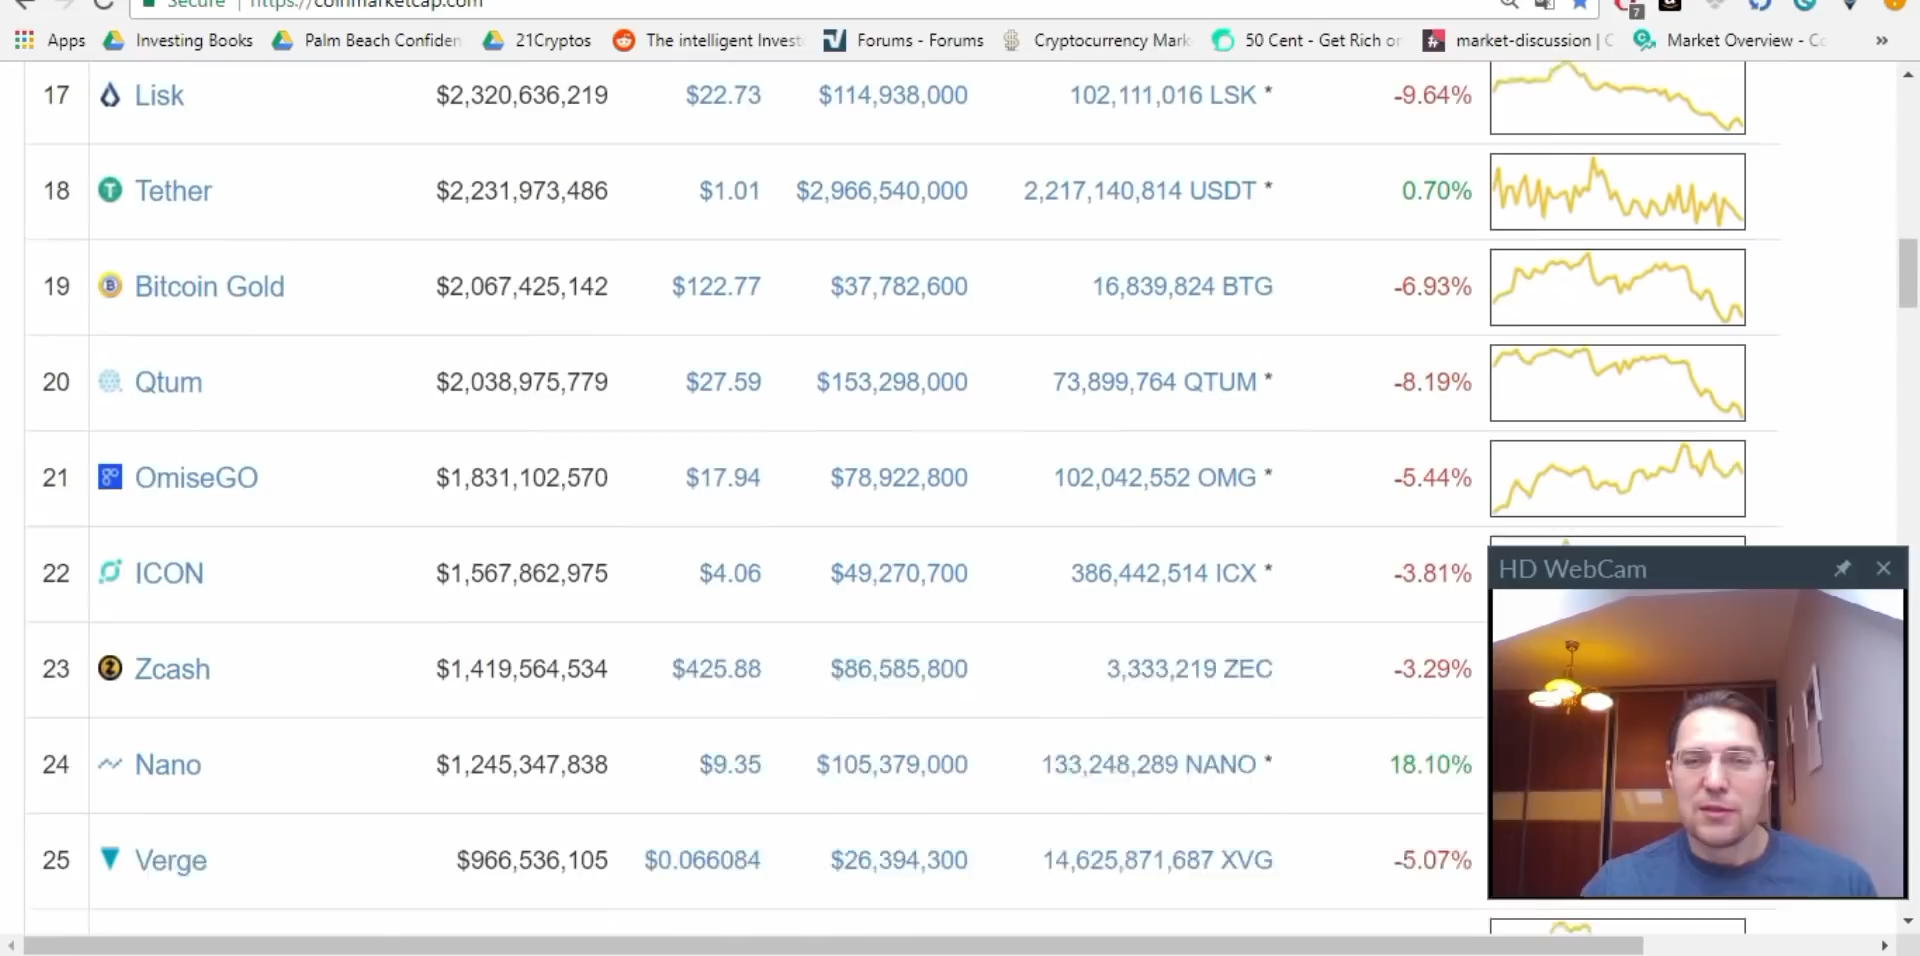 Secure | https://coinmarketcap.com
7
Apps Investing Books Palm Beach Confiden 21Cryptos The intelligent Invest Forums - Forums Cryptocurrency Mark 50 Cent - Get Rich or market-discussion | C Market Overview - Co »
17 Lisk $2,320,636,219 $22.73 $114,938,000 102,111,016 LSK * -9.64%
18 Tether $2,231,973,486 $1.01 $2,966,540,000 2,217,140,814 USDT * 0.70%
19 Bitcoin Gold $2,067,425,142 $122.77 $37,782,600 16,839,824 BTG -6.93%
20 Qtum $2,038,975,779 $27.59 $153,298,000 73,899,764 QTUM * -8.19%
21 OmiseGO $1,831,102,570 $17.94 $78,922,800 102,042,552 OMG * -5.44%
22 ICON $1,567,862,975 $4.06 $49,270,700 386,442,514 ICX * -3.81%
HD WebCam
23 Zcash $1,419,564,534 $425.88 $86,585,800 3,333,219 ZEC -3.29%
24 Nano $1,245,347,838 $9.35 $105,379,000 133,248,289 NANO * 18.10%
25 Verge $966,536,105 $0.066084 $26,394,300 14,625,871,687 XVG -5.07%